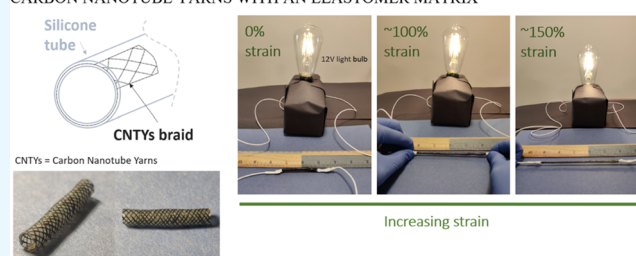 CARBON NANOTUBE YARNS WITH AN ELASTOMER MATRIX
Silicone
tube
CNTYs braid
CNTYs = Carbon Nanotube Yarns
0%
strain
12V light bulb
~100%
strain
~150%
strain
Increasing strain